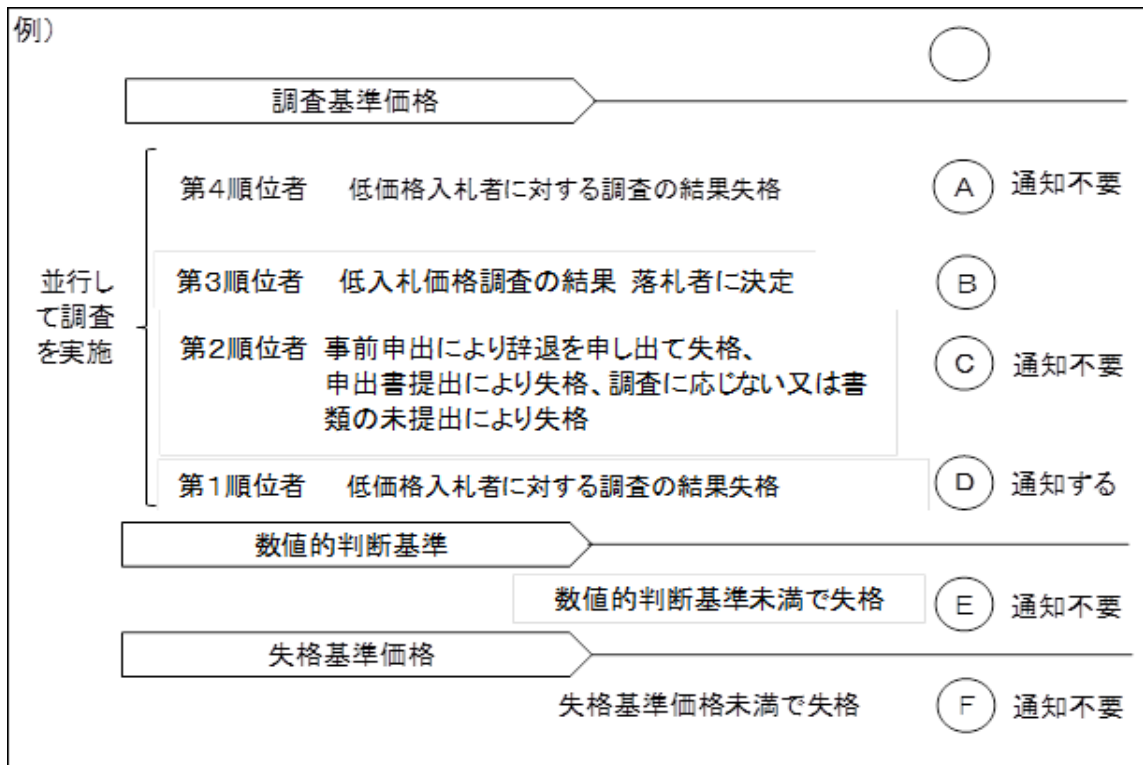 例）
調査基準価格
第４順位者　低価格入札者に対する調査の結果失格　Ａ　通知不要
並行し
て調査
を実施
第３順位者　低入札価格調査の結果 落札者に決定　Ｂ
第２順位者　事前申出により辞退を申し出て失格、
申出書提出により失格、調査に応じない又は書
類の未提出により失格
Ｃ　通知不要
第１順位者　低価格入札者に対する調査の結果失格　Ｄ　通知する
数値的判断基準
数値的判断基準未満で失格　Ｅ　通知不要
失格基準価格
失格基準価格未満で失格　Ｆ　通知不要